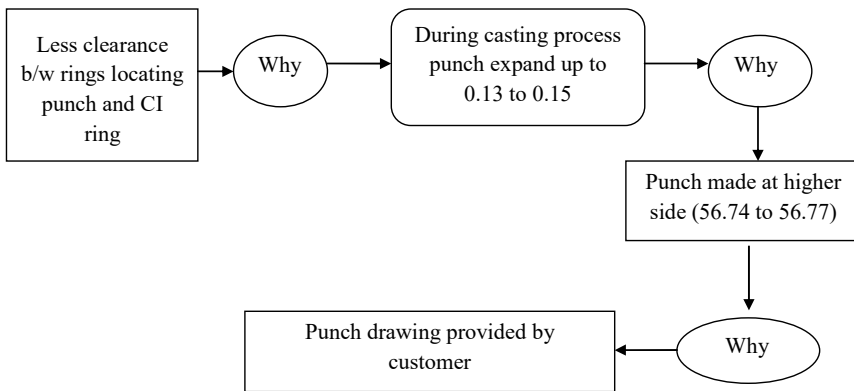 Less clearance
b/w rings locating
punch and CI
ring
Why
During casting process
punch expand up to
0.13 to 0.15
Why
Punch made at higher
side (56.74 to 56.77)
Why
Punch drawing provided by
customer